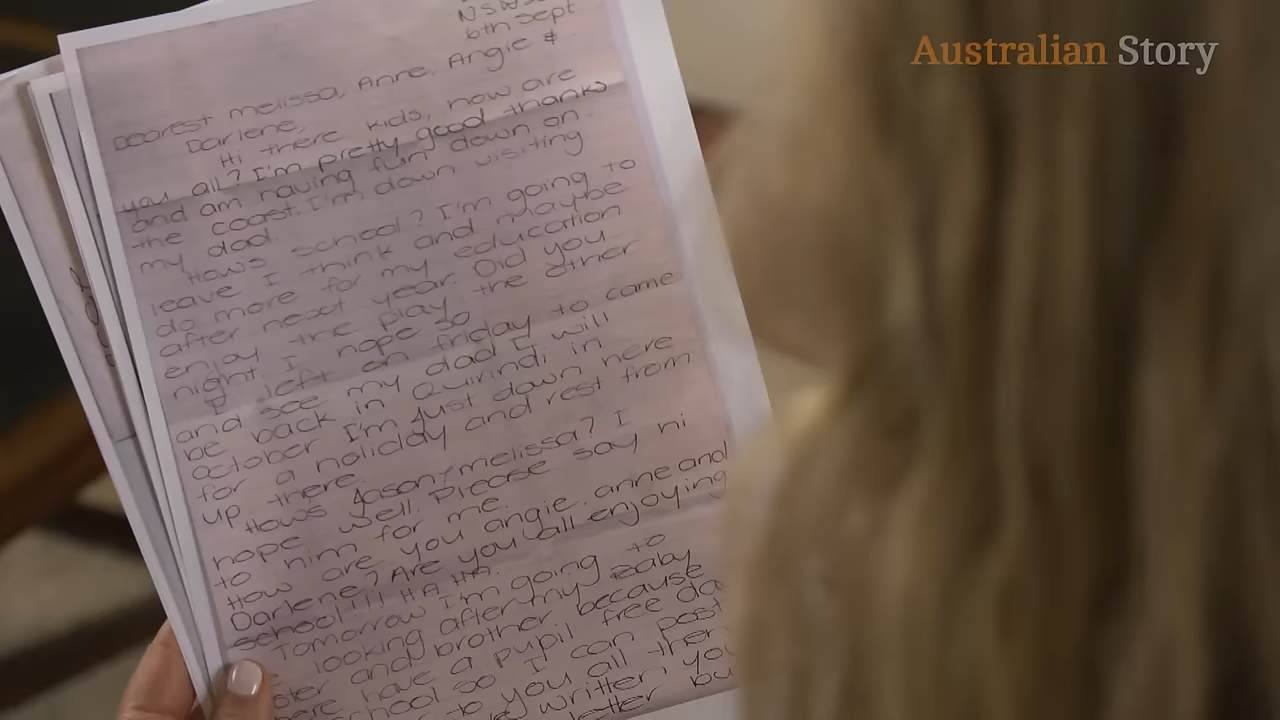 Australian Story
NSW
6th Sept
Dearest melissa, Anne, Angie &
Darlene,
Hi there kids, how are
you all? I'm pretty good thanks
and am having fun down on
the coast. I'm down visiting
my dad.
Hows school? I'm going to
leave I think and maybe
do more for my education
after next year. Did you
enjoy the play the other
night, I hope so
I left on friday to come
and see my dad I will
be back in Quirindi in
october I'm just down here
for a holiday and rest from
up there.
Hows Jason, melissa? I
hope well. Please say hi
to him for me.
How are you angie, anne and
Darlene? Are you all enjoying
school!!! HA HA
Tomorrow I'm going to
looking after my baby
and brother because
have a pupil free
school so I can post
to you all
writter you
letter